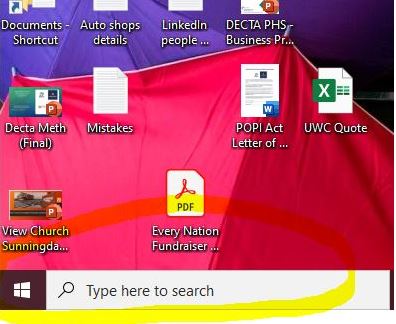 Documents - Shortcut
Auto shops details
LinkedIn people ...
DECTA PHS - Business Pr...
Decta Meth (Final)
Mistakes
POPI Act Letter of ...
UWC Quote
View Church Sunningda...
PDF
Every Nation Fundraiser ...
Type here to search